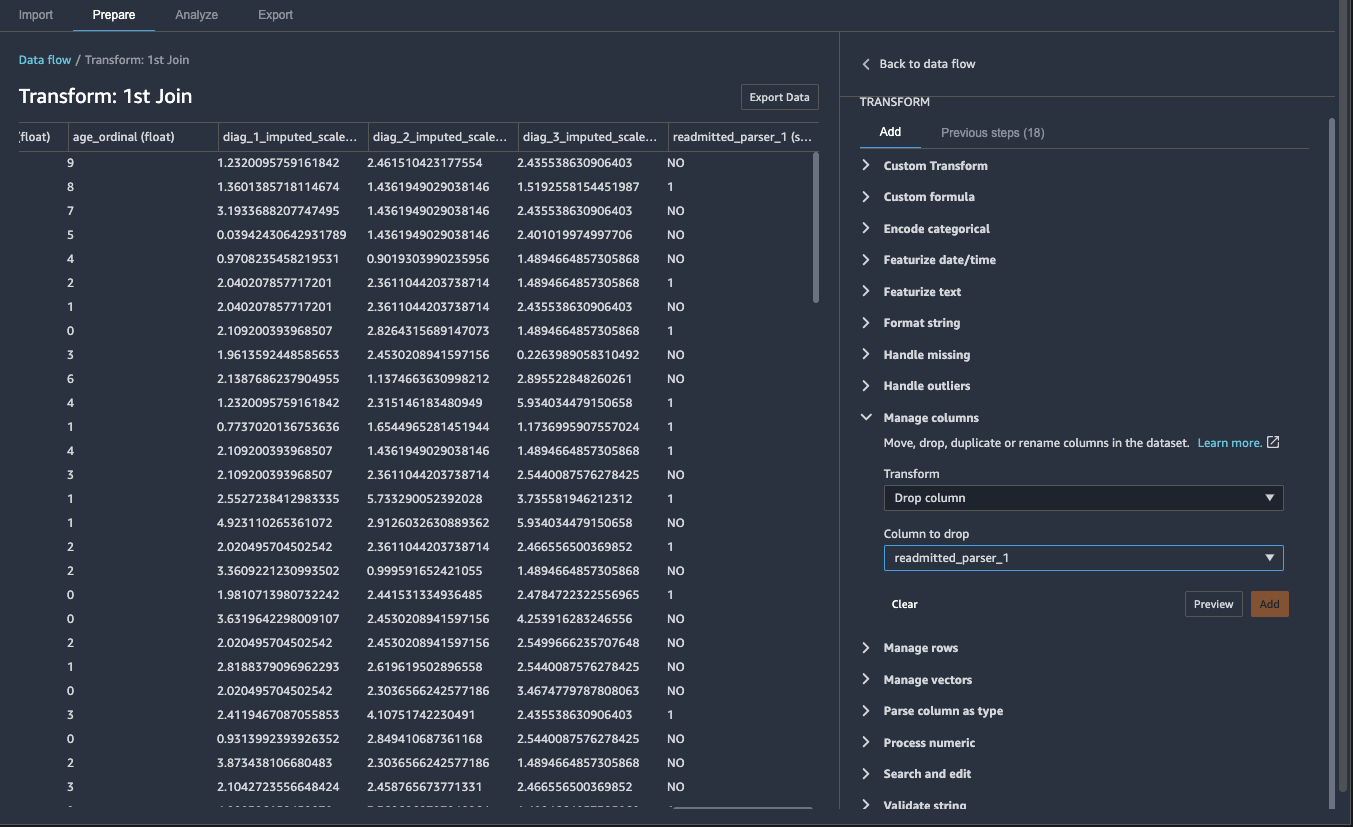 Import Prepare Analyze Export
Data flow / Transform: 1st Join
Transform: 1st Join
Export Data
(float) age_ordinal (float) diag_1_imputed_scale... diag_2_imputed_scale... diag_3_imputed_scale... readmitted_parser_1 (s...
9 1.2320095759161842 2.461510423177554 2.435538630906403 NO
8 1.3601385718114674 1.4361949029038146 1.5192558154451987 1
7 3.1933688207747495 1.4361949029038146 2.435538630906403 NO
5 0.03942430642931789 1.4361949029038146 2.401019974997706 NO
4 0.9708235458219531 0.9019303990235956 1.4894664857305868 NO
2 2.040207857717201 2.3611044203738714 1.4894664857305868 1
1 2.040207857717201 2.3611044203738714 2.435538630906403 NO
0 2.109200393968507 2.8264315689147073 1.4894664857305868 1
3 1.9613592448585653 2.4530208941597156 0.2263989058310492 NO
6 2.1387686237904955 1.1374663630998212 2.895522848260261 NO
4 1.2320095759161842 2.315146183480949 5.934034479150658 1
1 0.7737020136753636 1.6544965281451944 1.1736995907557024 1
4 2.109200393968507 1.4361949029038146 1.4894664857305868 1
3 2.109200393968507 2.3611044203738714 2.5440087576278425 NO
1 2.5527238412983335 5.733290052392028 3.735581946212312 1
1 4.923110265361072 2.9126032630889362 5.934034479150658 NO
2 2.020495704502542 2.3611044203738714 2.466556500369852 1
2 3.3609221230993502 0.999591652421055 1.4894664857305868 NO
0 1.9810713980732242 2.441531334936485 2.4784722322556965 1
0 3.6319642298009107 2.4530208941597156 4.253916283246556 NO
2 2.020495704502542 2.4530208941597156 2.5499666235707648 NO
1 2.8188379096962293 2.619619502896558 2.5440087576278425 NO
0 2.020495704502542 2.3036566242577186 3.4674779787808063 NO
3 2.4119467087055853 4.10751742230491 2.435538630906403 1
0 0.9313992393926352 2.849410687361168 2.5440087576278425 NO
2 3.873438106680483 2.3036566242577186 1.4894664857305868 NO
3 2.1042723556648424 2.458765673771331 2.466556500369852 NO
Back to data flow
TRANSFORM
Add Previous steps (18)
Custom Transform
Custom formula
Encode categorical
Featurize date/time
Featurize text
Format string
Handle missing
Handle outliers
Manage columns
Move, drop, duplicate or rename columns in the dataset. Learn more.
Transform
Drop column
Column to drop
readmitted_parser_1
Clear Preview Add
Manage rows
Manage vectors
Parse column as type
Process numeric
Search and edit
Validate string